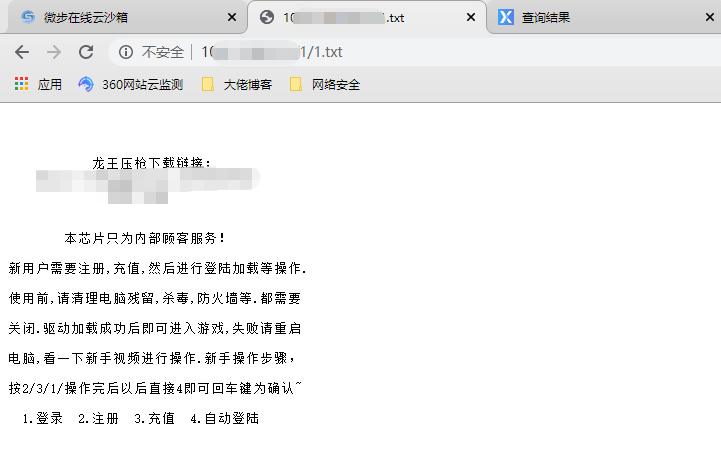 微步在线云沙箱
10 1.txt
查询结果
不安全 10 1/1.txt
应用 360网站云监测 大佬博客 网络安全
龙王压枪下载链接:
本芯片只为内部顾客服务!
新用户需要注册,充值,然后进行登陆加载等操作.
使用前,请清理电脑残留,杀毒,防火墙等.都需要
关闭.驱动加载成功后即可进入游戏,失败请重启
电脑,看一下新手视频进行操作.新手操作步骤,
按2/3/1/操作完后以后直接4即可回车键为确认~
1.登录 2.注册 3.充值 4.自动登陆